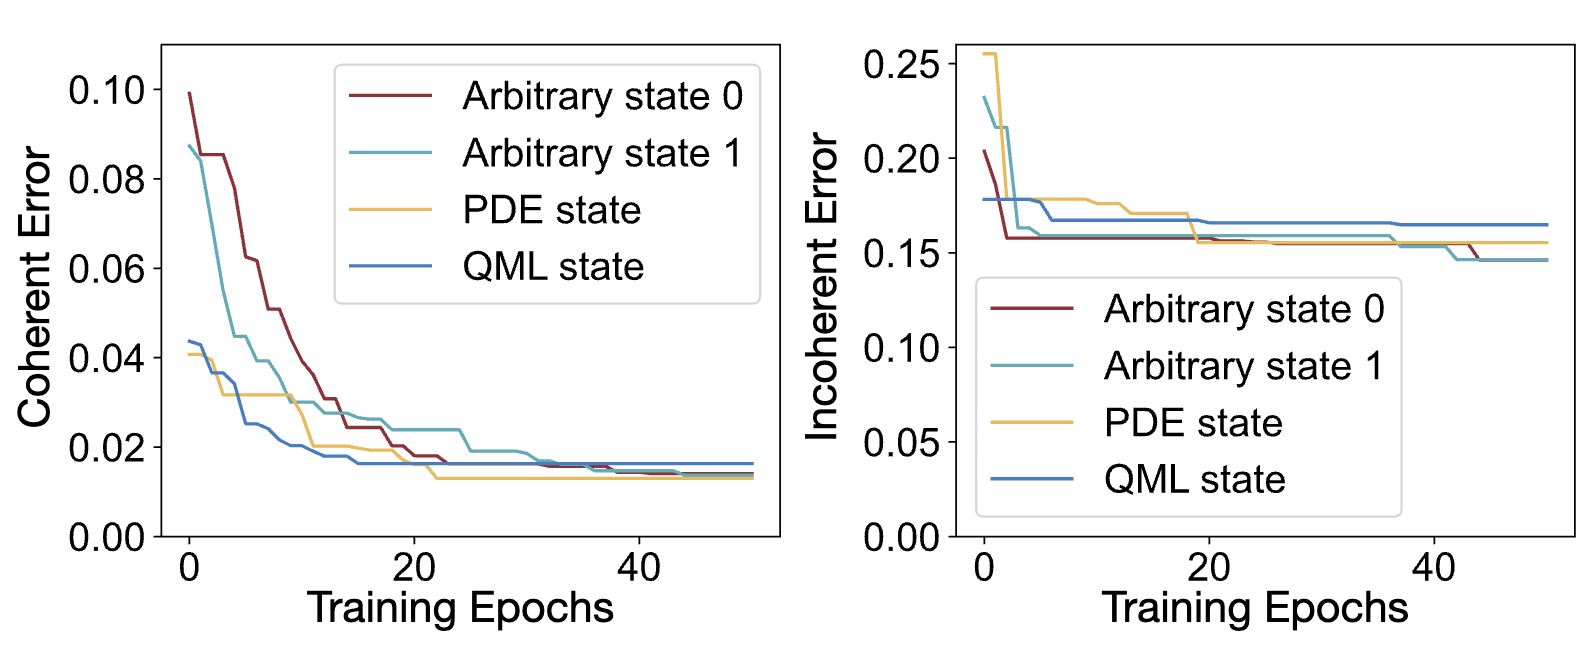 Coherent Error
0.10
0.08
0.06
0.04
0.02
0.00
0
20
40
Training Epochs
Arbitrary state 0
Arbitrary state 1
PDE state
QML state
Incoherent Error
0.25
0.20
0.15
0.10
0.05
0.00
0
20
40
Training Epochs
Arbitrary state 0
Arbitrary state 1
PDE state
QML state